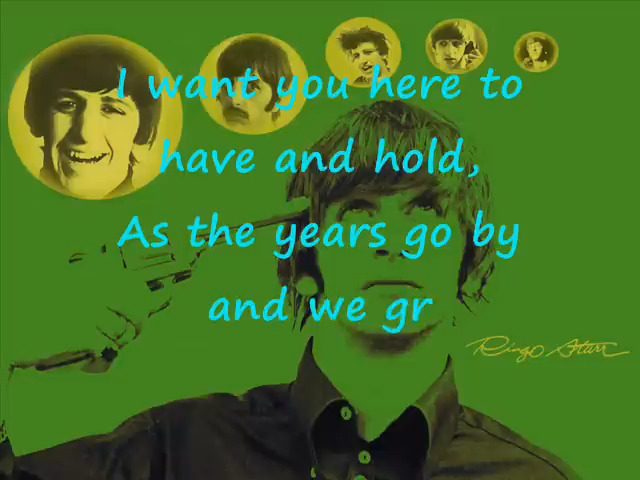 I want you here to
have and hold,
As the years go by
and we gr
Ringo Starr